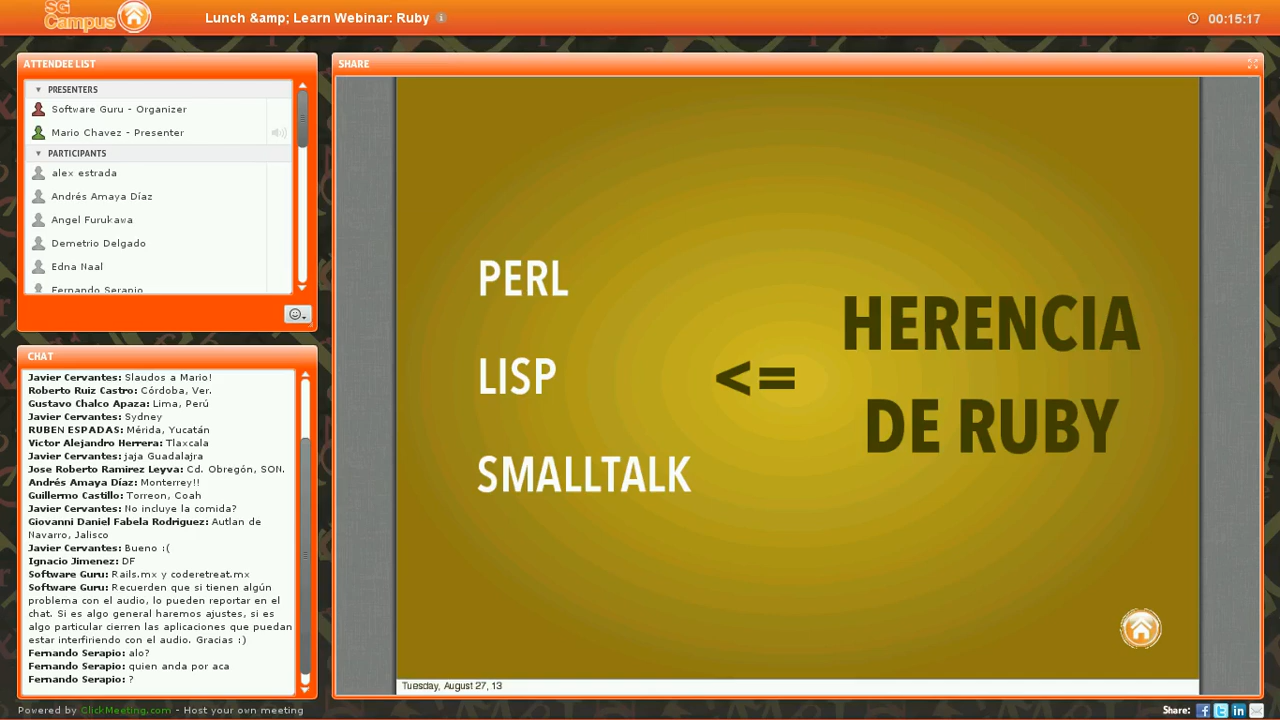 SG
Campus
Lunch &amp; Learn Webinar: Ruby
00:15:17
ATTENDEE LIST
PRESENTERS
Software Guru - Organizer
Mario Chavez - Presenter
PARTICIPANTS
alex estrada
Andrés Amaya Díaz
Angel Furukawa
Demetrio Delgado
Edna Naal
Fernando Serapio
CHAT
Javier Cervantes: Slaudos a Mario!
Roberto Ruiz Castro: Córdoba, Ver.
Gustavo Chalco Apaza: Lima, Perú
Javier Cervantes: Sydney
RUBEN ESPADAS: Mérida, Yucatán
Victor Alejandro Herrera: Tlaxcala
Javier Cervantes: jaja Guadalajra
Jose Roberto Ramirez Leyva: Cd. Obregón, SON.
Andrés Amaya Díaz: Monterrey!!
Guillermo Castillo: Torreon, Coah
Javier Cervantes: No incluye la comida?
Giovanni Daniel Fabela Rodriguez: Autlan de
Navarro, Jalisco
Javier Cervantes: Bueno :(
Ignacio Jimenez: DF
Software Guru: Rails.mx y coderetreat.mx
Software Guru: Recuerden que si tienen algún
problema con el audio, lo pueden reportar en el
chat. Si es algo general haremos ajustes, si es
algo particular cierren las aplicaciones que puedan
estar interfiriendo con el audio. Gracias :)
Fernando Serapio: alo?
Fernando Serapio: quien anda por aca
Fernando Serapio: ?
SHARE
PERL
LISP
SMALLTALK
<=
HERENCIA
DE RUBY
Tuesday, August 27, 13
Powered by ClickMeeting.com - Host your own meeting
Share: